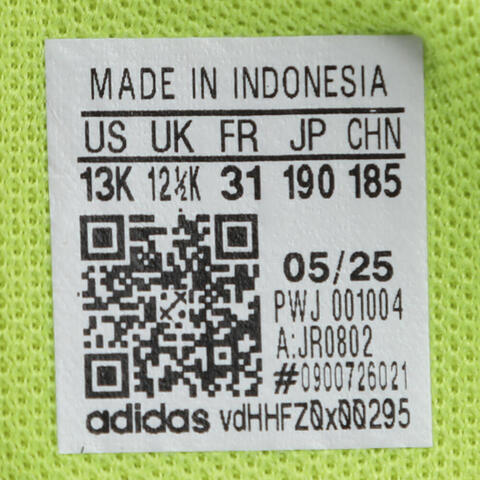 MADE IN INDONESIA
US UK FR JP CHN
13K 12½K 31 190 185
05/25
PWJ 001004
A:JR0802
#0900726021
adidas vdHHFZ0x00295